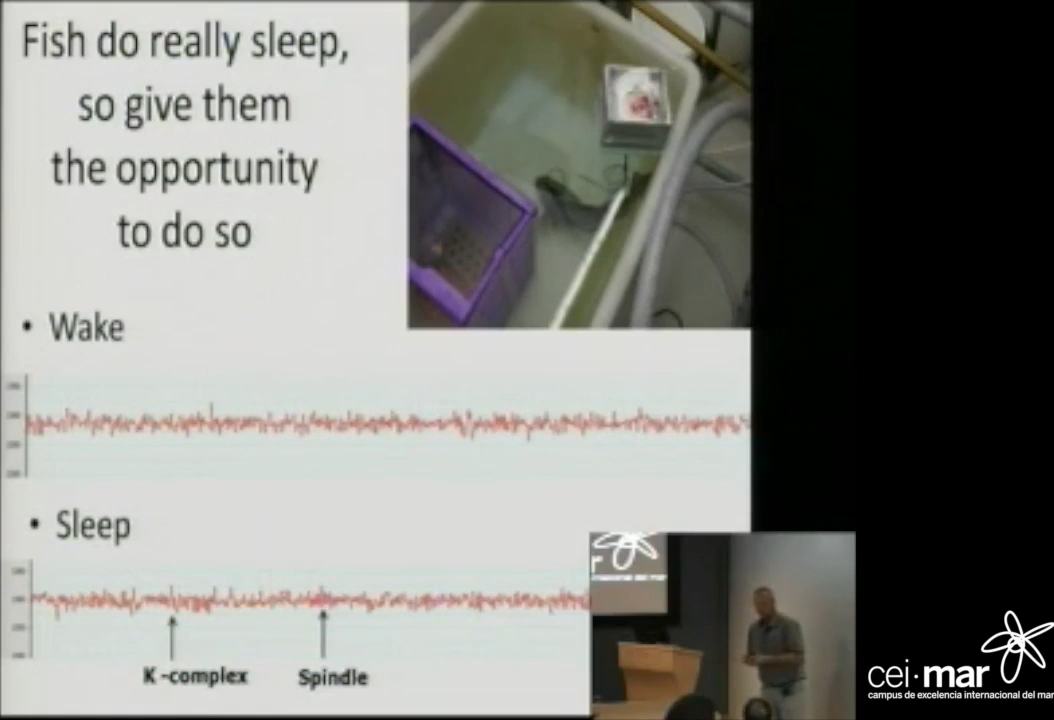 Fish do really sleep,
so give them
the opportunity
to do so
• Wake
• Sleep
K-complex
Spindle
cei·mar
campus de excelencia internacional del mar